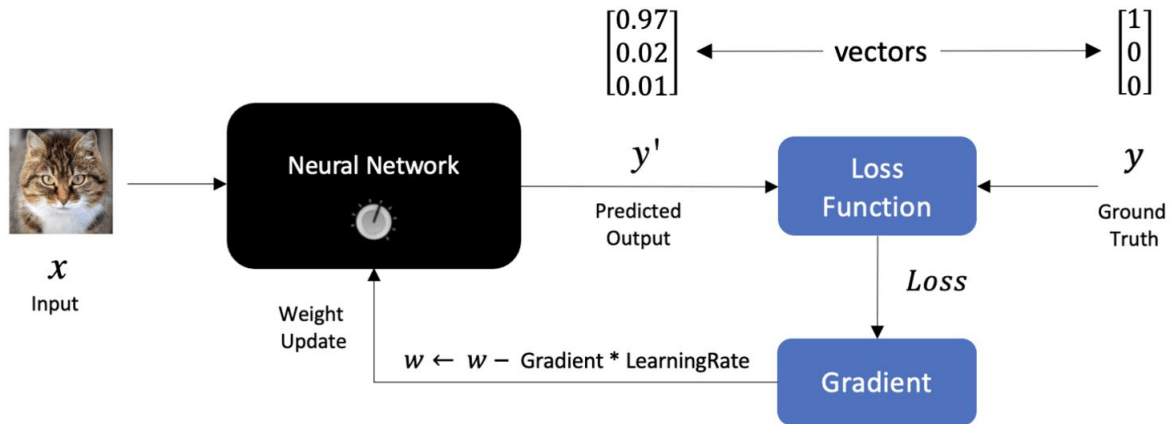 [0.97
0.02
0.01]
vectors
[1
0
0]
Neural Network
x
Input
y'
Predicted
Output
Loss
Function
y
Ground
Truth
Loss
Weight
Update
w ← w − Gradient * LearningRate
Gradient